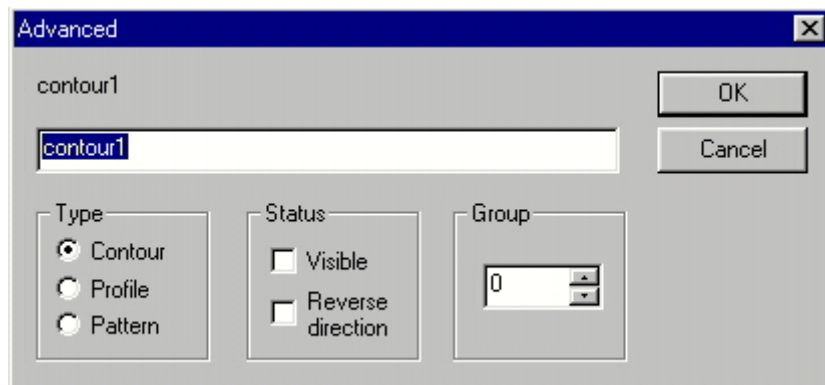 Advanced
contour1
OK
contour1
Cancel
Type
Contour
Profile
Pattern
Status
Visible
Reverse
direction
Group
0